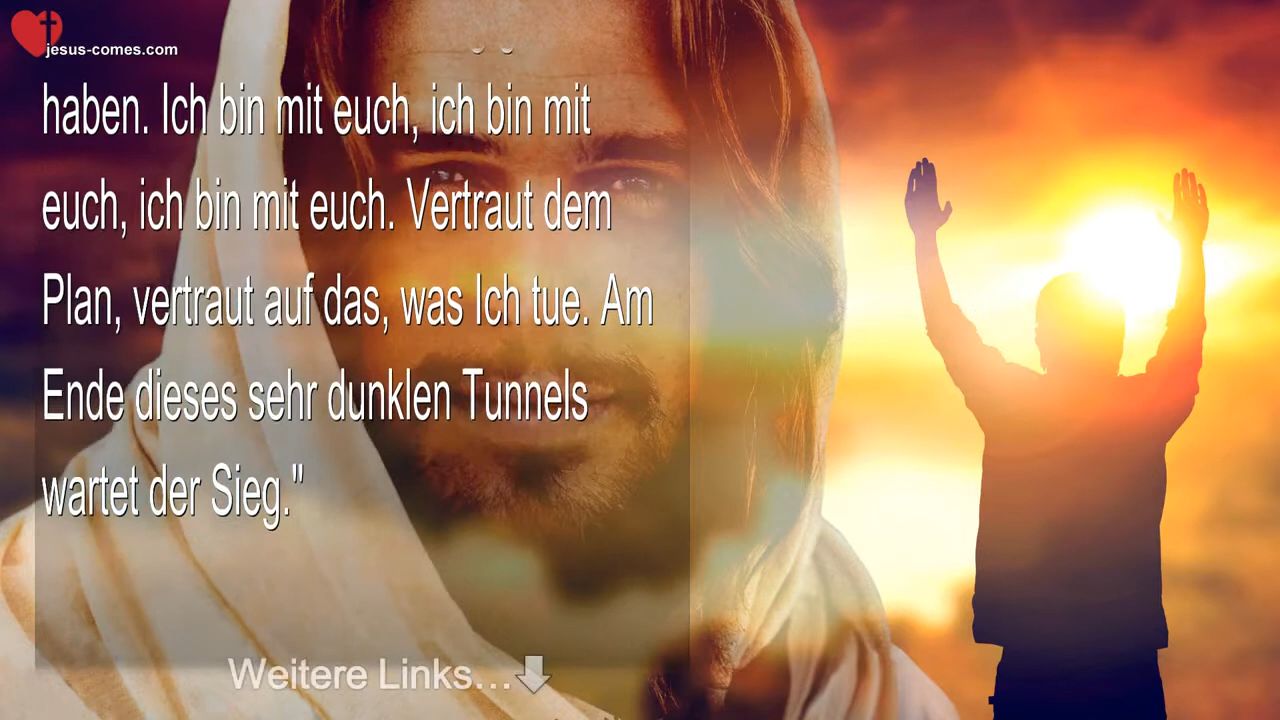 jesus-comes.com
haben. Ich bin mit euch, ich bin mit
euch, ich bin mit euch. Vertraut dem
Plan, vertraut auf das, was Ich tue. Am
Ende dieses sehr dunklen Tunnels
wartet der Sieg."
Weitere Links...